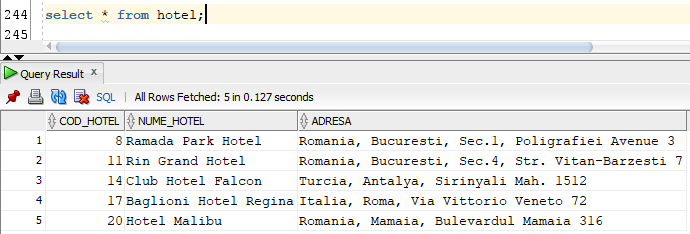 244 select * from hotel;
245
Query Result x
SQL | All Rows Fetched: 5 in 0.127 seconds
COD_HOTEL NUME_HOTEL ADRESA
1 8 Ramada Park Hotel Romania, Bucuresti, Sec.1, Poligrafiei Avenue 3
2 11 Rin Grand Hotel Romania, Bucuresti, Sec.4, Str. Vitan-Barzesti 7
3 14 Club Hotel Falcon Turcia, Antalya, Sirinyali Mah. 1512
4 17 Baglioni Hotel Regina Italia, Roma, Via Vittorio Veneto 72
5 20 Hotel Malibu Romania, Mamaia, Bulevardul Mamaia 316